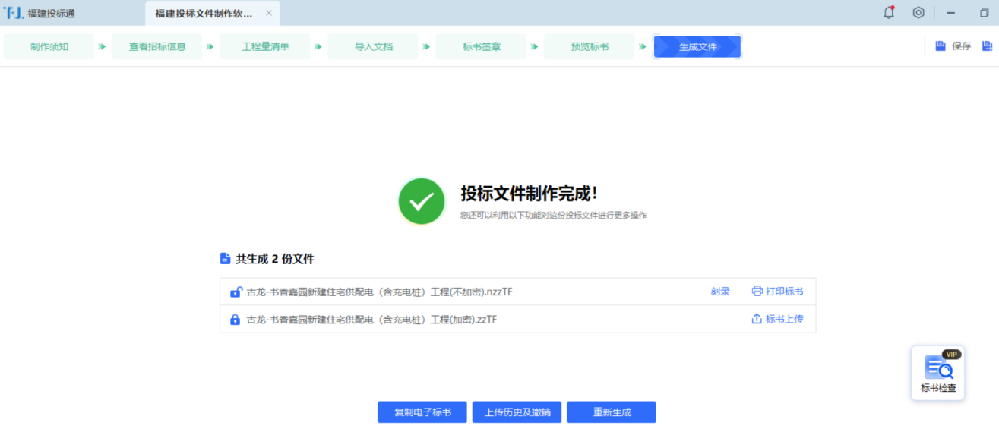 福建投标通
福建投标文件制作软...
制作须知
查看招标信息
工程量清单
导入文档
标书签章
预览标书
生成文件
保存
投标文件制作完成!
您还可以利用以下功能对这份投标文件进行更多操作
共生成 2 份文件
古龙-书香嘉园新建住宅供配电（含充电桩）工程(不加密).nzzTF 刻录 打印标书
古龙-书香嘉园新建住宅供配电（含充电桩）工程(加密).zzTF 标书上传
VIP
标书检查
复制电子标书 上传历史及撤销 重新生成